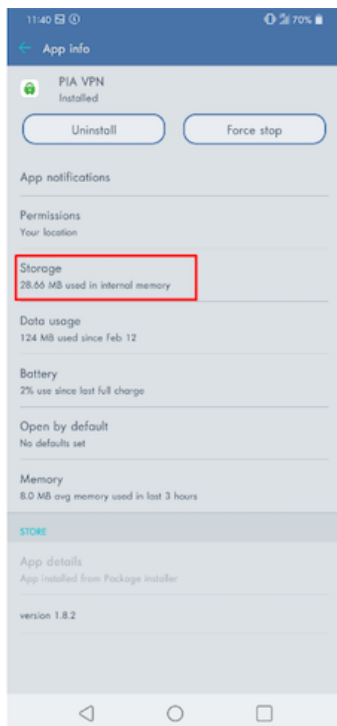 11:40 70%
App info
PIA VPN
Installed
Uninstall Force stop
App notifications
Permissions
Your location
Storage
28.66 MB used in internal memory
Data usage
124 MB used since Feb 12
Battery
2% use since last full charge
Open by default
No defaults set
Memory
8.0 MB avg memory used in last 3 hours
STORE
App details
App installed from Package installer
version 1.8.2